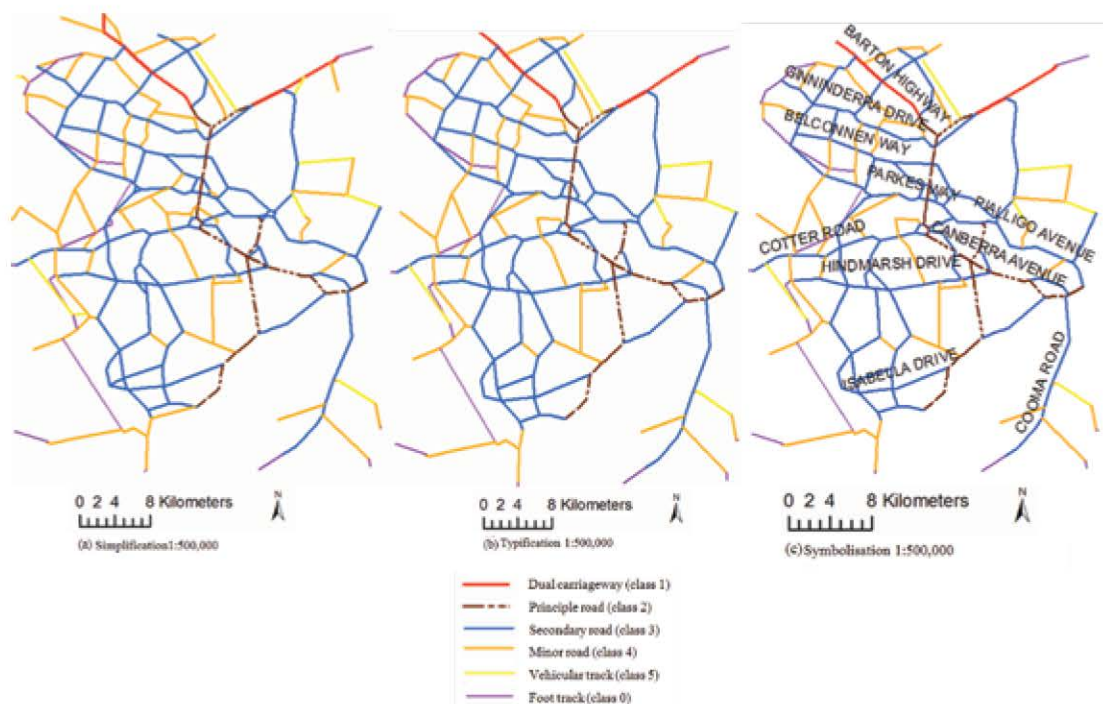 BARTON HIGHWAY
GINNINDERRA DRIVE
BELCONNEN WAY
PARKES WAY
PIALLIGO AVENUE
COTTER ROAD
CANBERRA AVENUE
HINDMARSH DRIVE
ISABELLA DRIVE
COOMA ROAD
0 2 4 8 Kilometers
N
(a) Simplification1:500,000
0 2 4 8 Kilometers
N
(b) Typification 1:500,000
0 2 4 8 Kilometers
N
(c) Symbolisation 1:500,000
Dual carriageway (class 1)
Principle road (class 2)
Secondary road (class 3)
Minor road (class 4)
Vehicular track (class 5)
Foot track (class 0)